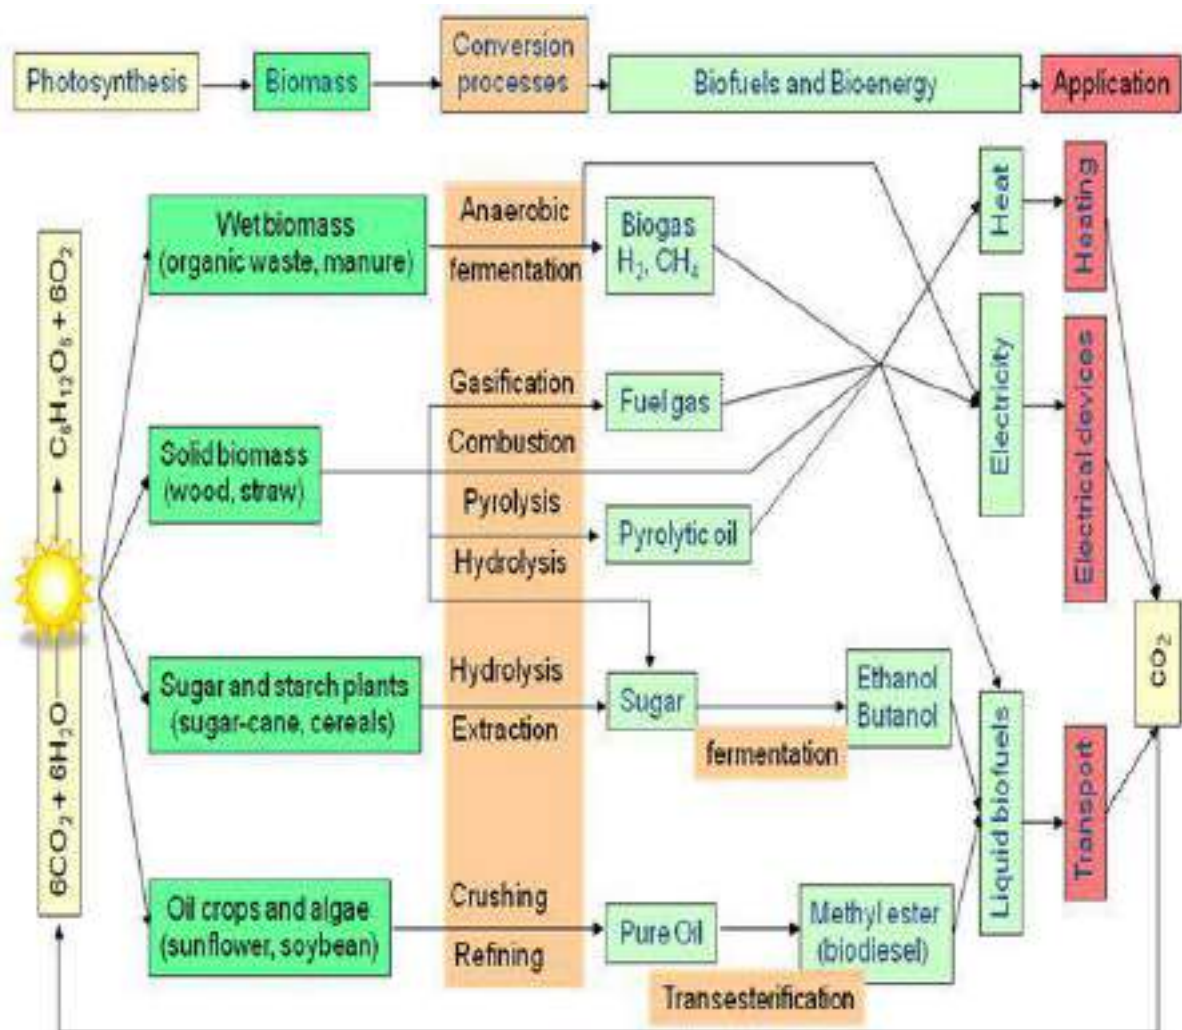 Photosynthesis
Biomass
Conversion
processes
Biofuels and Bioenergy
Application
6CO₂ + 6H₂O
C₆H₁₂O₆ + 6O₂
Wet biomass
(organic waste, manure)
Solid biomass
(wood, straw)
Sugar and starch plants
(sugar-cane, cereals)
Oil crops and algae
(sunflower, soybean)
Anaerobic
fermentation
Gasification
Combustion
Pyrolysis
Hydrolysis
Hydrolysis
Extraction
Crushing
Refining
Biogas
H₂, CH₄
Fuel gas
Pyrolytic oil
Sugar
fermentation
Ethanol
Butanol
Pure Oil
Transesterification
Methyl ester
(biodiesel)
Heat
Electricity
Liquid biofuels
Heating
Electrical devices
Transport
CO₂